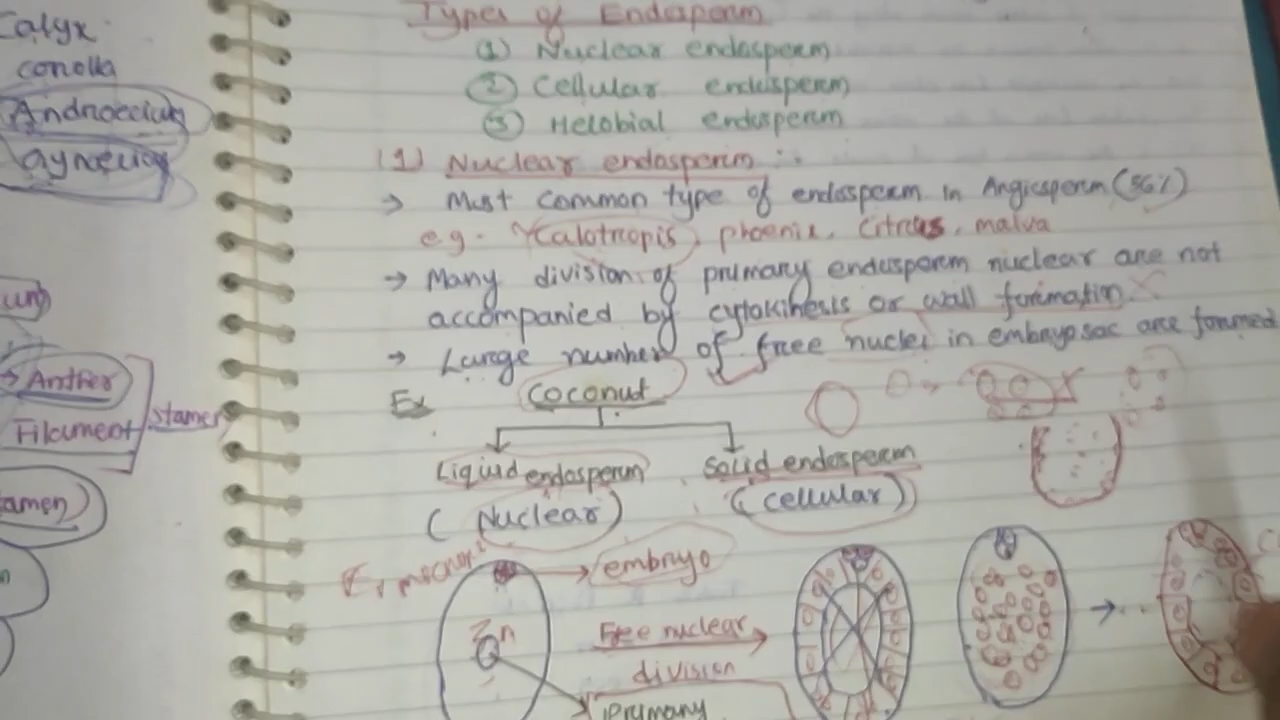 Calyx
corolla
Androecium
Gynecium
Anther
Filament
Stamen
Types of Endosperm
(1) Nuclear endosperm
(2) Cellular endosperm
(3) Helobial endosperm
(1) Nuclear endosperm :-
→ Most common type of endosperm in Angiosperm (56%)
e.g. Calotropis, phoenix, Citrus, malva
→ Many division of primary endosperm nuclear are not
accompanied by cytokinesis or wall formation
→ Large number of free nuclei in embryo sac are formed
Ex Coconut
Liquid endosperm Solid endosperm
(Nuclear) (Cellular)
embryo
3n
Free nuclear
division
Primary